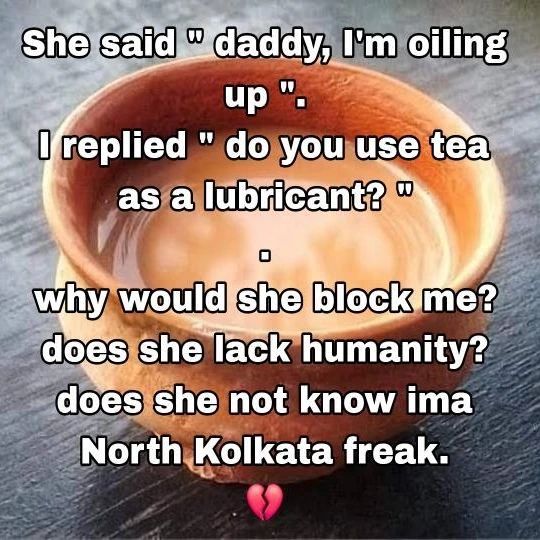 She said " daddy, I'm oiling
up ".
I replied " do you use tea
as a lubricant? "
.
why would she block me?
does she lack humanity?
does she not know ima
North Kolkata freak.
💔